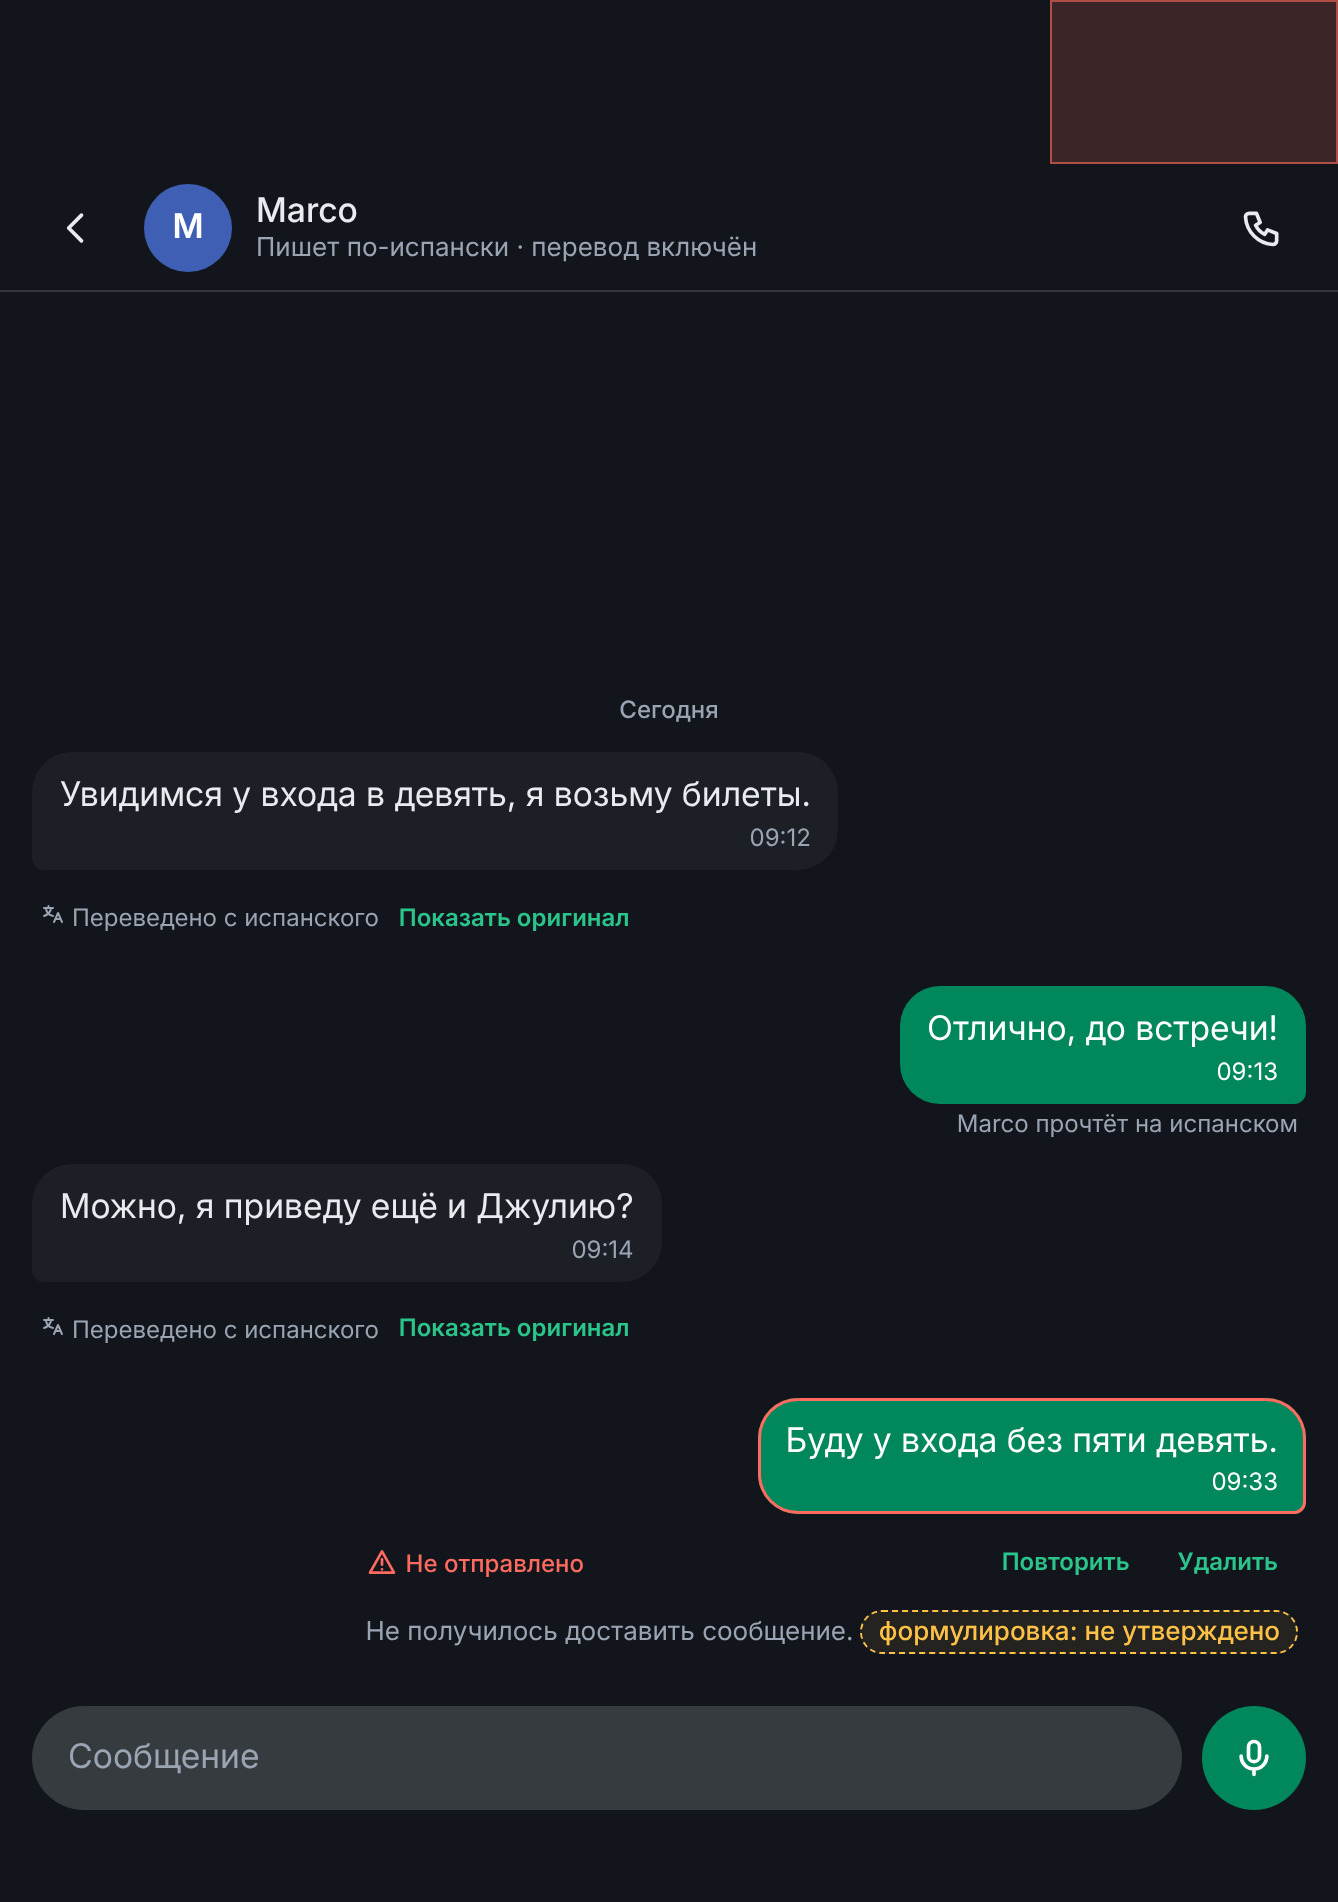 M
Marco
Пишет по-испански · перевод включён
Сегодня
Увидимся у входа в девять, я возьму билеты.
09:12
Переведено с испанского Показать оригинал
Отлично, до встречи!
09:13
Marco прочтёт на испанском
Можно, я приведу ещё и Джулию?
09:14
Переведено с испанского Показать оригинал
Буду у входа без пяти девять.
09:33
Не отправлено Повторить Удалить
Не получилось доставить сообщение. формулировка: не утверждено
Сообщение